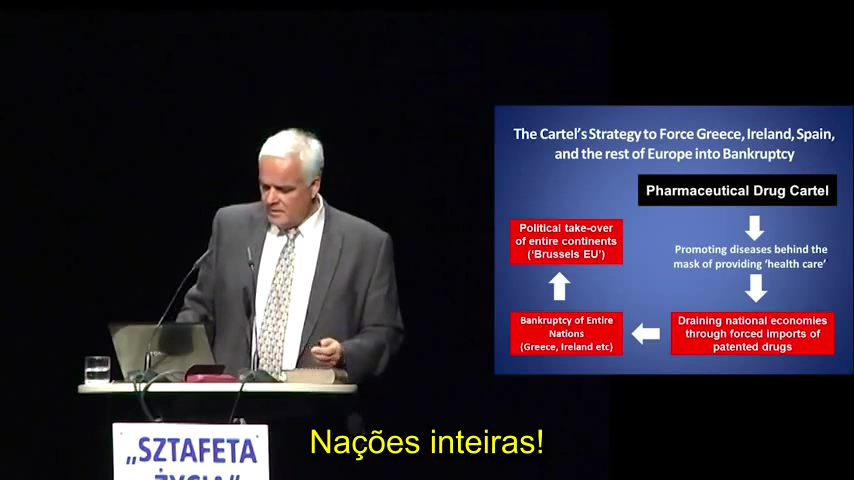 The Cartel's Strategy to Force Greece, Ireland, Spain,
and the rest of Europe into Bankruptcy
Pharmaceutical Drug Cartel
Promoting diseases behind the
mask of providing 'health care'
Draining national economies
through forced imports of
patented drugs
Bankruptcy of Entire
Nations
(Greece, Ireland etc)
Political take-over
of entire continents
('Brussels EU')
„SZTAFETA
ŻYCIA"
Nações inteiras!